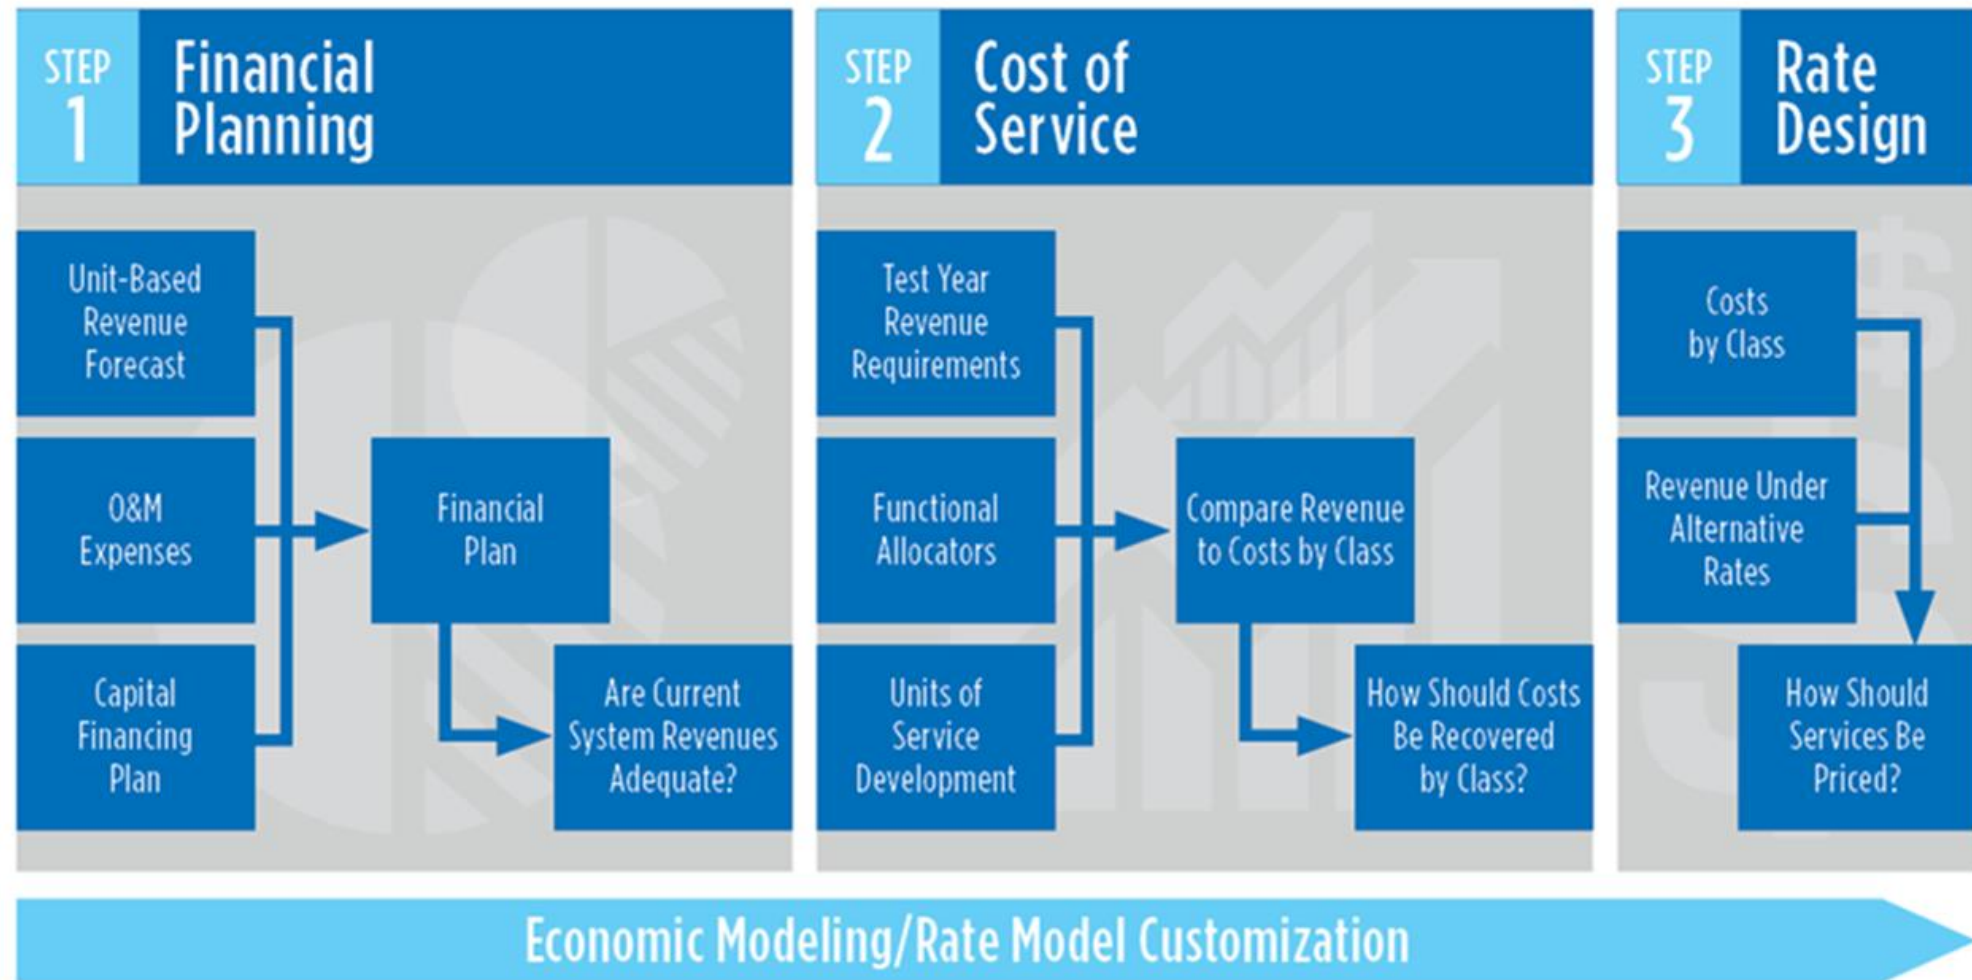 STEP
1
Financial
Planning
Unit-Based
Revenue
Forecast
O&M
Expenses
Capital
Financing
Plan
Financial
Plan
Are Current
System Revenues
Adequate?
STEP
2
Cost of
Service
Test Year
Revenue
Requirements
Functional
Allocators
Units of
Service
Development
Compare Revenue
to Costs by Class
How Should Costs
Be Recovered
by Class?
STEP
3
Rate
Design
Costs
by Class
Revenue Under
Alternative
Rates
How Should
Services Be
Priced?
Economic Modeling/Rate Model Customization